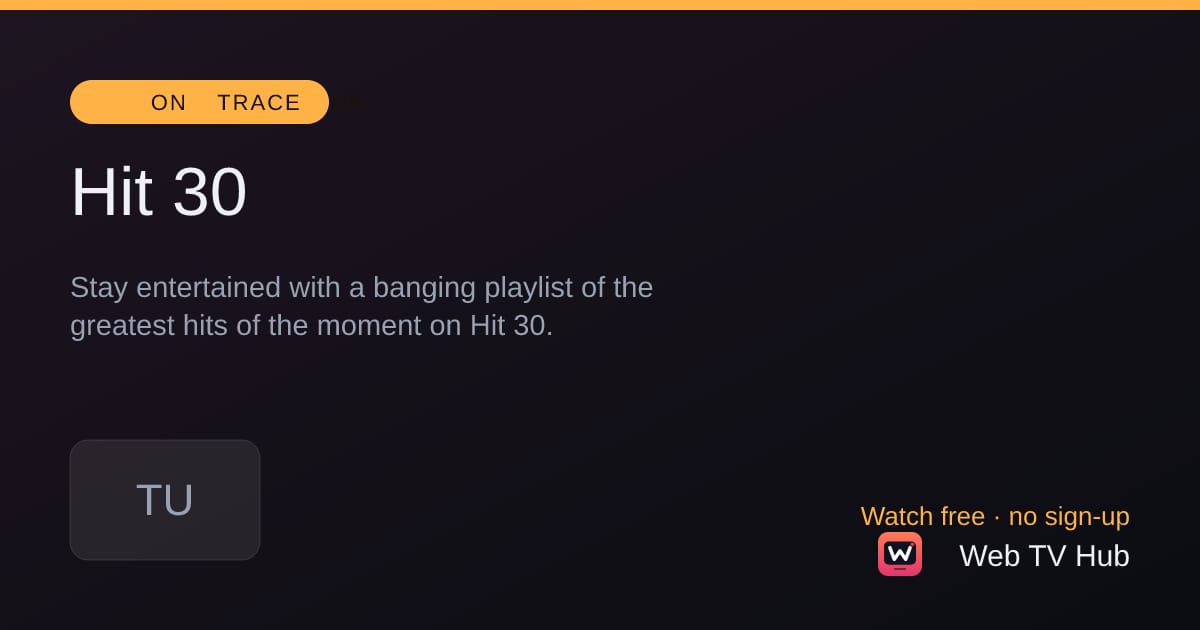 ON TRACE
Hit 30
Stay entertained with a banging playlist of the
greatest hits of the moment on Hit 30.
TU
Watch free · no sign-up
W
Web TV Hub